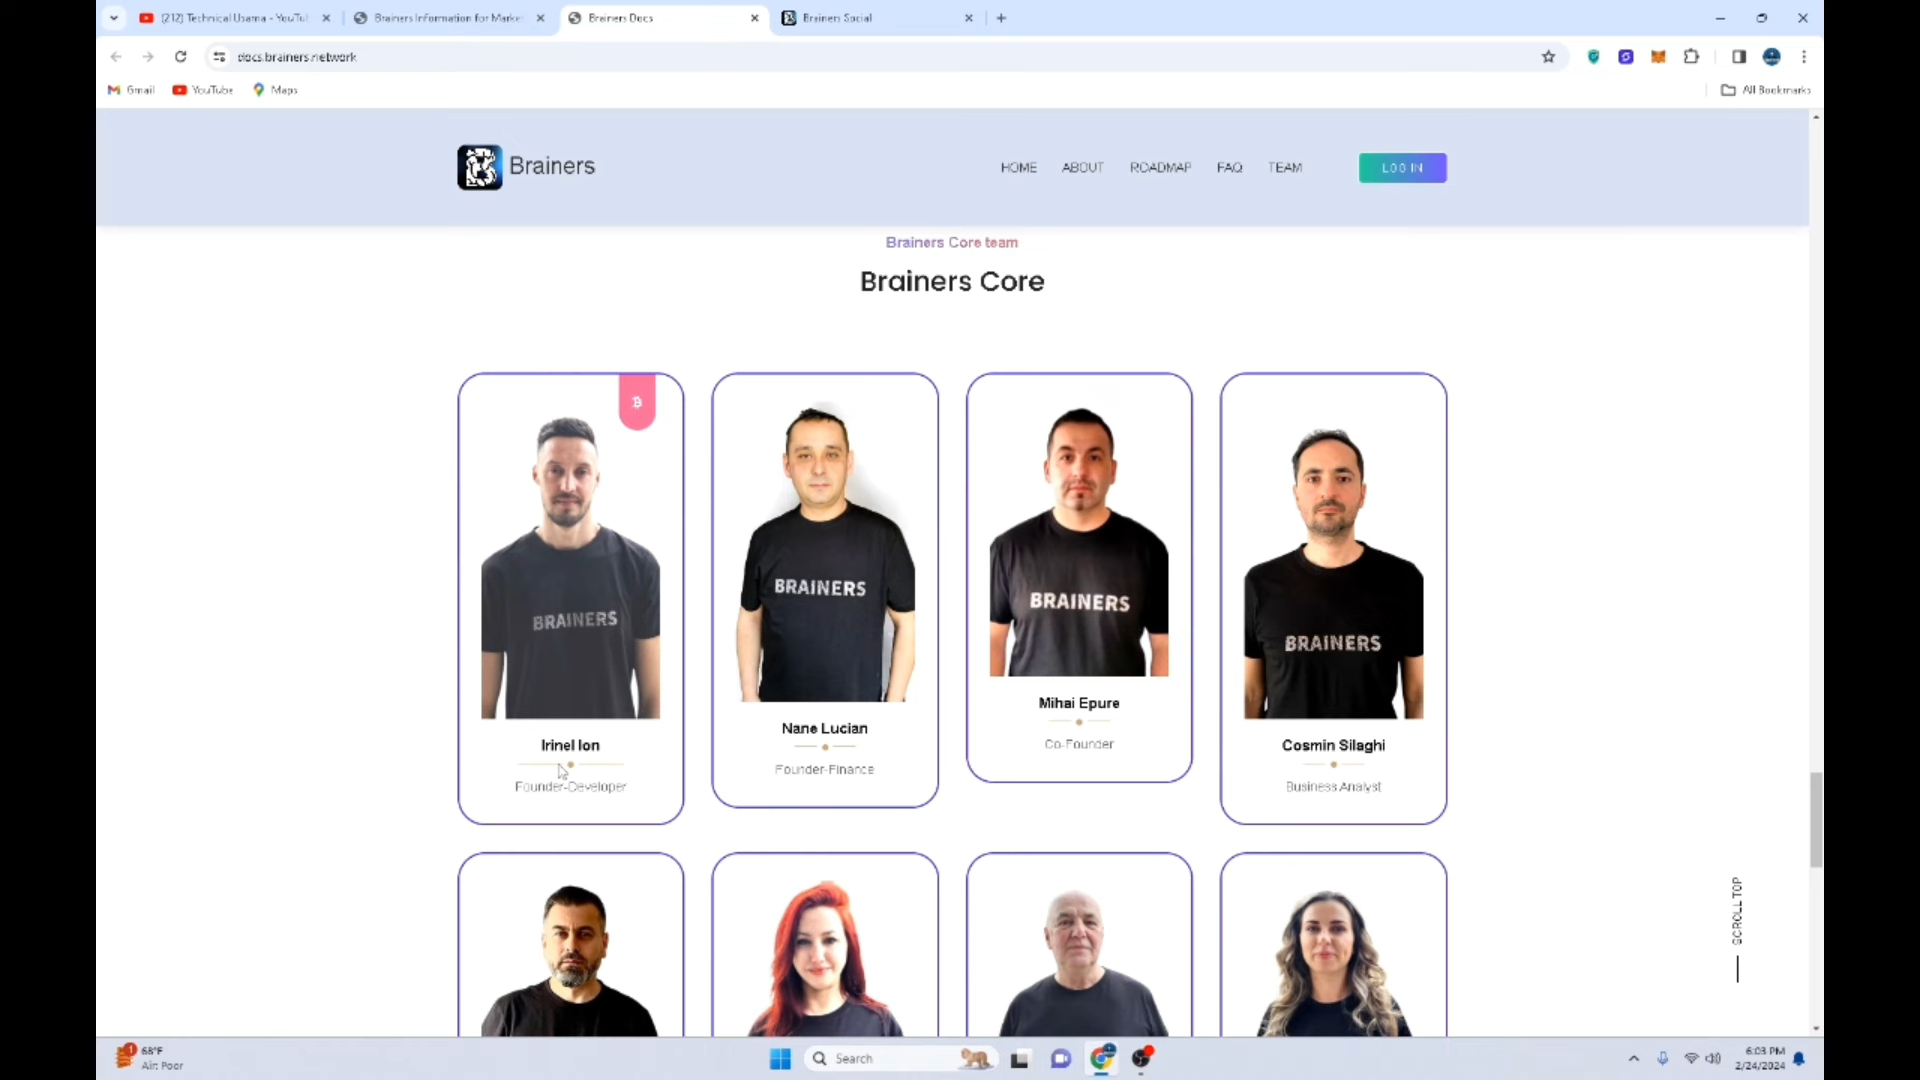 (212) Technical Usama - YouTu
Brainers Information for Marke
Brainers Docs
Brainers Social
docs.brainers.network
Gmail
YouTube
Maps
All Bookmarks
Brainers
HOME
ABOUT
ROADMAP
FAQ
TEAM
LOG IN
Brainers Core team
Brainers Core
BRAINERS
BRAINERS
BRAINERS
BRAINERS
Irinel Ion
Founder-Developer
Nane Lucian
Founder-Finance
Mihai Epure
Co-Founder
Cosmin Silaghi
Business Analyst
SCROLL TOP
1
68°F
Air: Poor
Search
6:03 PM
2/24/2024